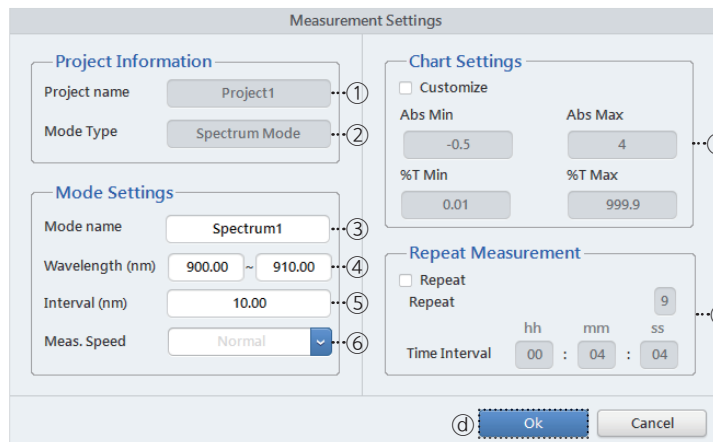 Measurement Settings
Project Information
Project name Project1 ①
Mode Type Spectrum Mode ②
Mode Settings
Mode name Spectrum1 ③
Wavelength (nm) 900.00 ~ 910.00 ④
Interval (nm) 10.00 ⑤
Meas. Speed Normal ⑥
Chart Settings
Customize
Abs Min Abs Max
-0.5 4
%T Min %T Max
0.01 999.9
Repeat Measurement
Repeat
Repeat 9
hh mm ss
Time Interval 00 : 04 : 04
ⓓ Ok Cancel